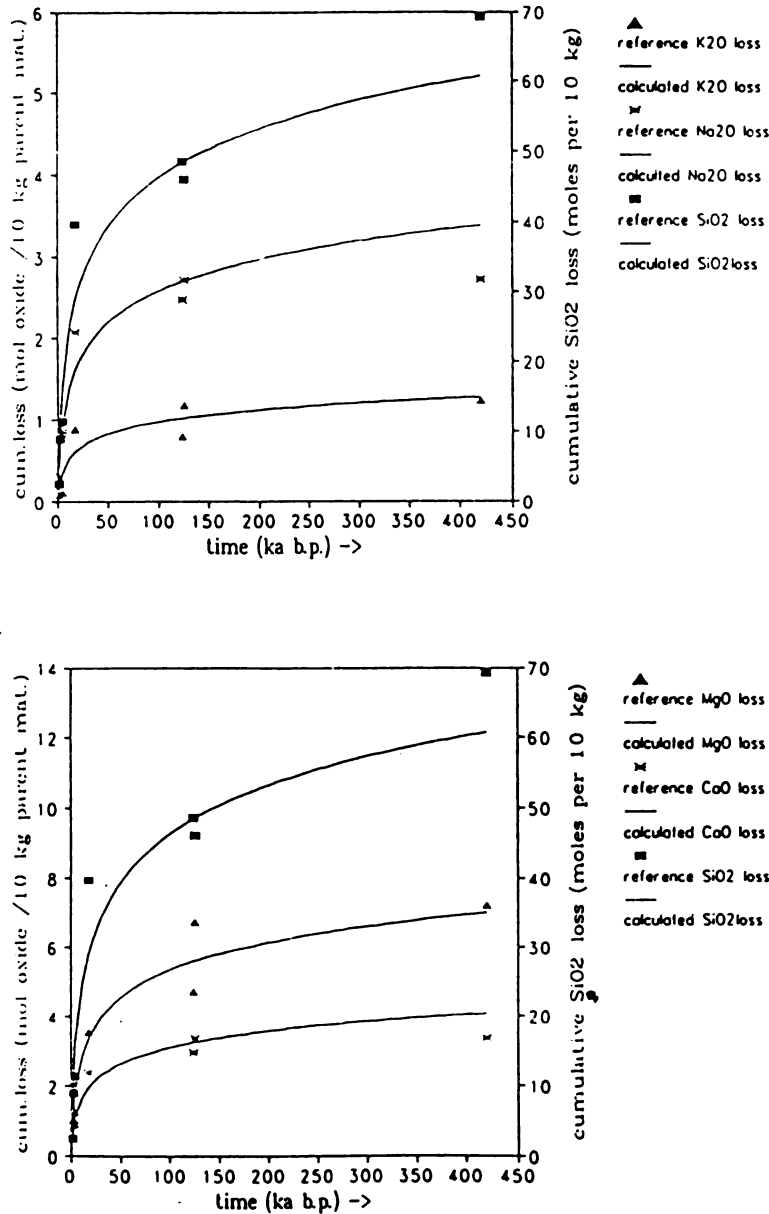 cum.loss (mol oxide /10 kg parent mat.)
6
5
4
3
2
1
0
70
60
50
40
30
20
10
0
cumulative SiO2 loss (moles per 10 kg)
0 50 100 150 200 250 300 350 400 450
time (ka b.p.) ->
reference K2O loss
calculated K2O loss
reference Na2O loss
calculted Na2O loss
reference SiO2 loss
calculated SiO2loss
cum.loss (mol oxide /10 kg parent mat.)
14
12
10
8
6
4
2
0
70
60
50
40
30
20
10
0
cumulative SiO2 loss (moles per 10 kg)
0 50 100 150 200 250 300 350 400 450
time (ka b.p.) ->
reference MgO loss
calculated MgO loss
reference CaO loss
calculated CaO loss
reference SiO2 loss
calculated SiO2loss